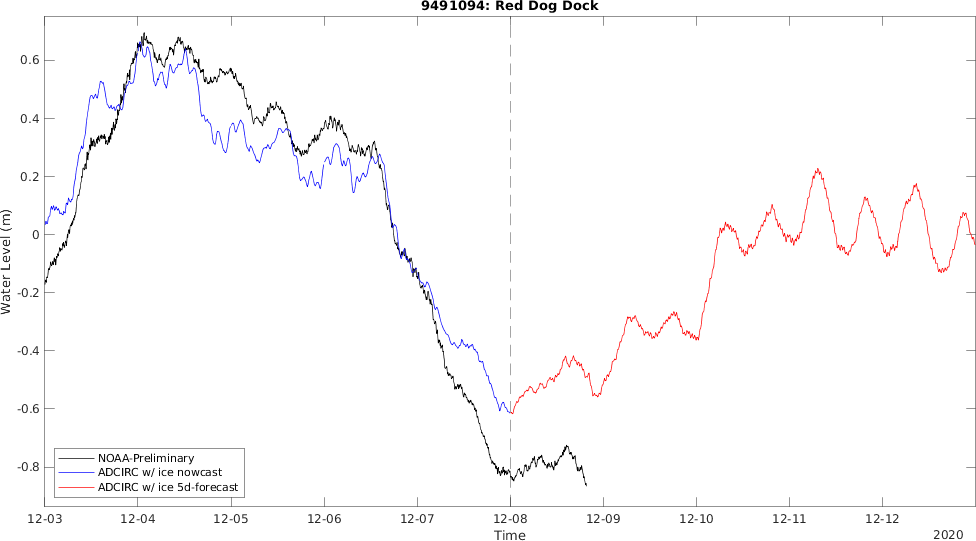 9491094: Red Dog Dock
Water Level (m)
0.6
0.4
0.2
0
-0.2
-0.4
-0.6
-0.8
NOAA-Preliminary
ADCIRC w/ ice nowcast
ADCIRC w/ ice 5d-forecast
12-03 12-04 12-05 12-06 12-07 12-08 12-09 12-10 12-11 12-12
Time
2020